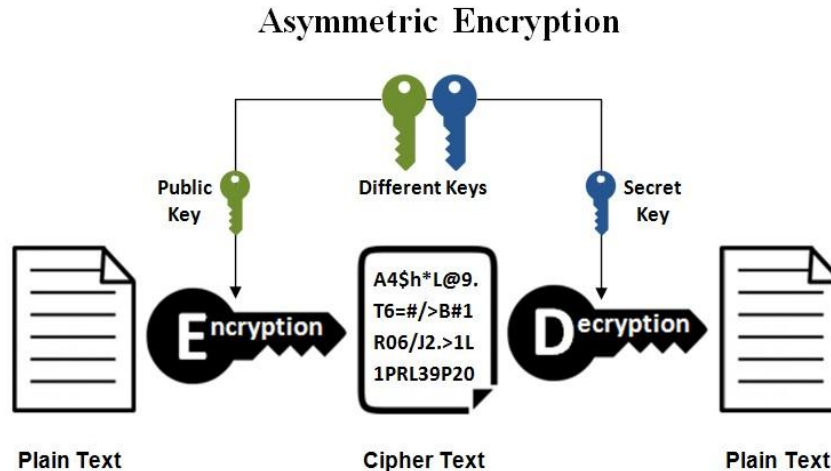 Asymmetric Encryption
Public
Key
Different Keys
Secret
Key
A4$h*L@9.
T6=#/>B#1
R06/J2.>1L
1PRL39P20
Encryption
Decryption
Plain Text
Cipher Text
Plain Text